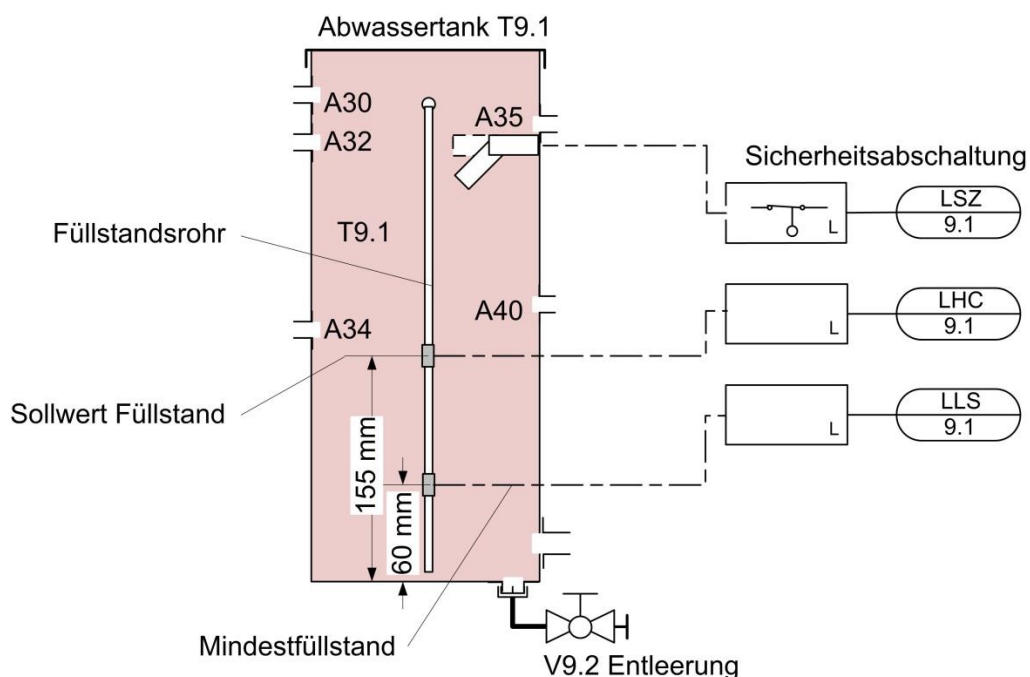 Abwassertank T9.1
A30
A35
A32
Sicherheitsabschaltung
LSZ
9.1
L
Füllstandsrohr
T9.1
LHC
9.1
L
A40
A34
Sollwert Füllstand
LLS
9.1
L
155 mm
60 mm
Mindestfüllstand
V9.2 Entleerung